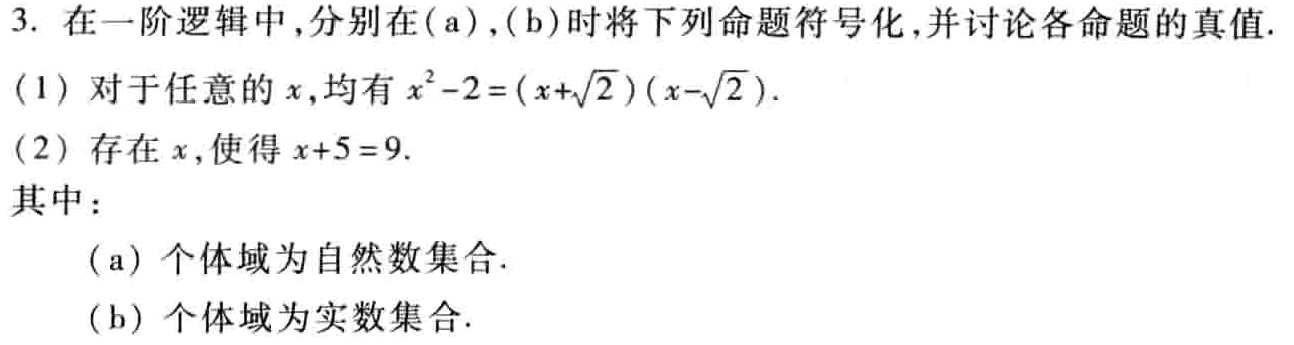 3. 在一阶逻辑中,分别在(a),(b)时将下列命题符号化,并讨论各命题的真值.
(1) 对于任意的 x,均有 x²-2=(x+√2)(x-√2).
(2) 存在 x,使得 x+5=9.
其中:
(a) 个体域为自然数集合.
(b) 个体域为实数集合.